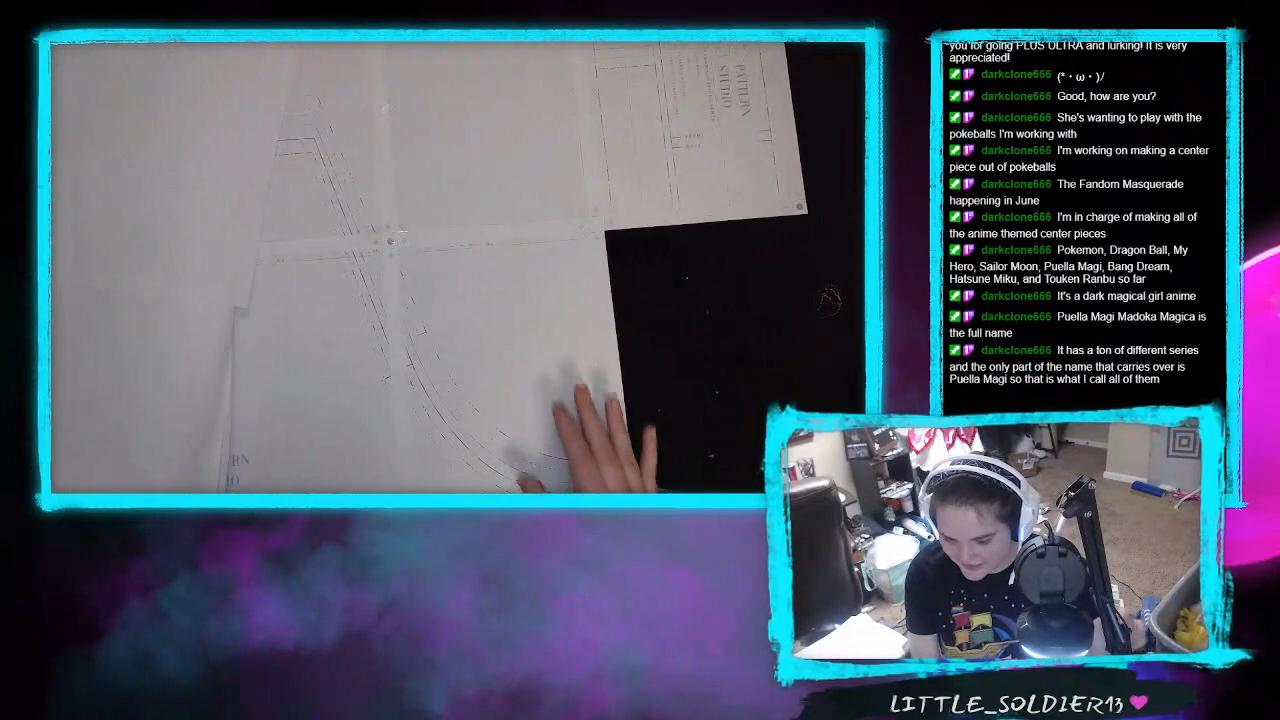 PATTERN
STUDIO
RN
IO
you for going PLUS ULTRA and lurking! It is very
appreciated!
darkclone666 (*・ω・)ﾉ
darkclone666 Good, how are you?
darkclone666 She's wanting to play with the
pokeballs I'm working with
darkclone666 I'm working on making a center
piece out of pokeballs
darkclone666 The Fandom Masquerade
happening in June
darkclone666 I'm in charge of making all of
the anime themed center pieces
darkclone666 Pokemon, Dragon Ball, My
Hero, Sailor Moon, Puella Magi, Bang Dream,
Hatsune Miku, and Touken Ranbu so far
darkclone666 It's a dark magical girl anime
darkclone666 Puella Magi Madoka Magica is
the full name
darkclone666 It has a ton of different series
and the only part of the name that carries over is
Puella Magi so that is what I call all of them
LITTLE_SOLDIER13